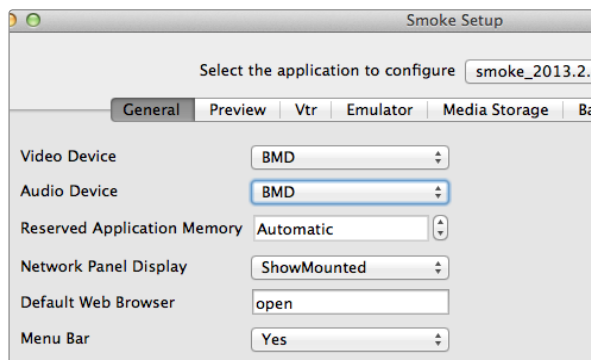 Smoke Setup
Select the application to configure smoke_2013.2.
General Preview Vtr Emulator Media Storage Ba
Video Device BMD
Audio Device BMD
Reserved Application Memory Automatic
Network Panel Display ShowMounted
Default Web Browser open
Menu Bar Yes